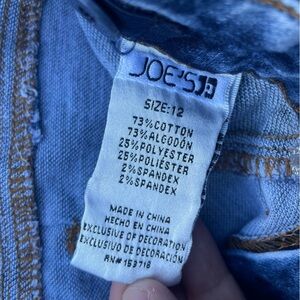 JOE'S
SIZE:12
73%COTTON
73%ALGODÓN
25%POLYESTER
25%POLIÉSTER
2%SPANDEX
2%SPANDEX
MADE IN CHINA
HECHO EN CHINA
EXCLUSIVE OF DECORATION
EXCLUSIVO DE DECORACIÓN
RN# 153718